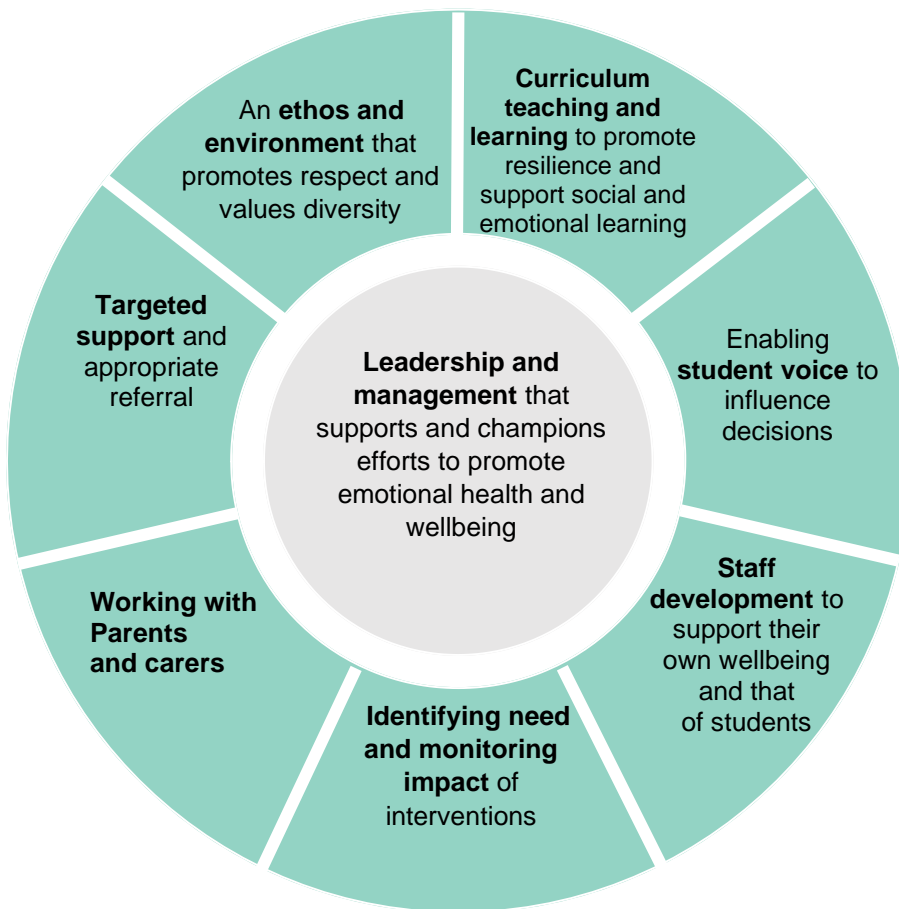 An ethos and
environment that
promotes respect and
values diversity
Curriculum
teaching and
learning to promote
resilience and
support social and
emotional learning
Enabling
student voice to
influence
decisions
Staff
development to
support their
own wellbeing
and that
of students
Identifying need
and monitoring
impact of
interventions
Working with
Parents
and carers
Targeted
support and
appropriate
referral
Leadership and
management that
supports and champions
efforts to promote
emotional health and
wellbeing